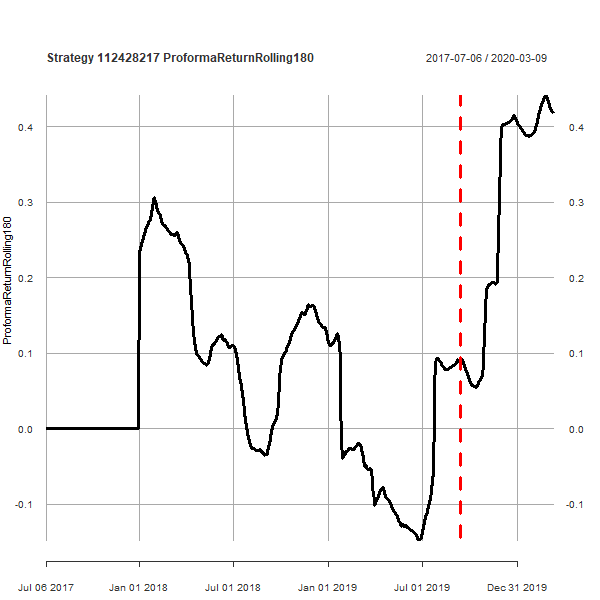 Strategy 112428217 ProformaReturnRolling180
2017-07-06 / 2020-03-09
ProformaReturnRolling180
0.4
0.4
0.3
0.3
0.2
0.2
0.1
0.1
0.0
0.0
-0.1
-0.1
Jul 06 2017
Jan 01 2018
Jul 01 2018
Jan 01 2019
Jul 01 2019
Dec 31 2019